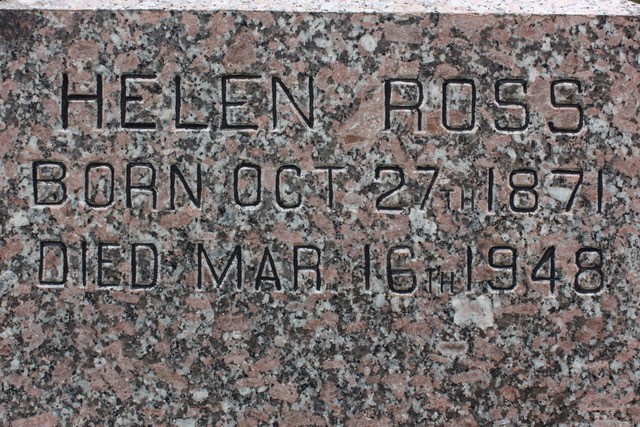 HELEN ROSS
BORN OCT 27TH 1871
DIED MAR 16TH 1948